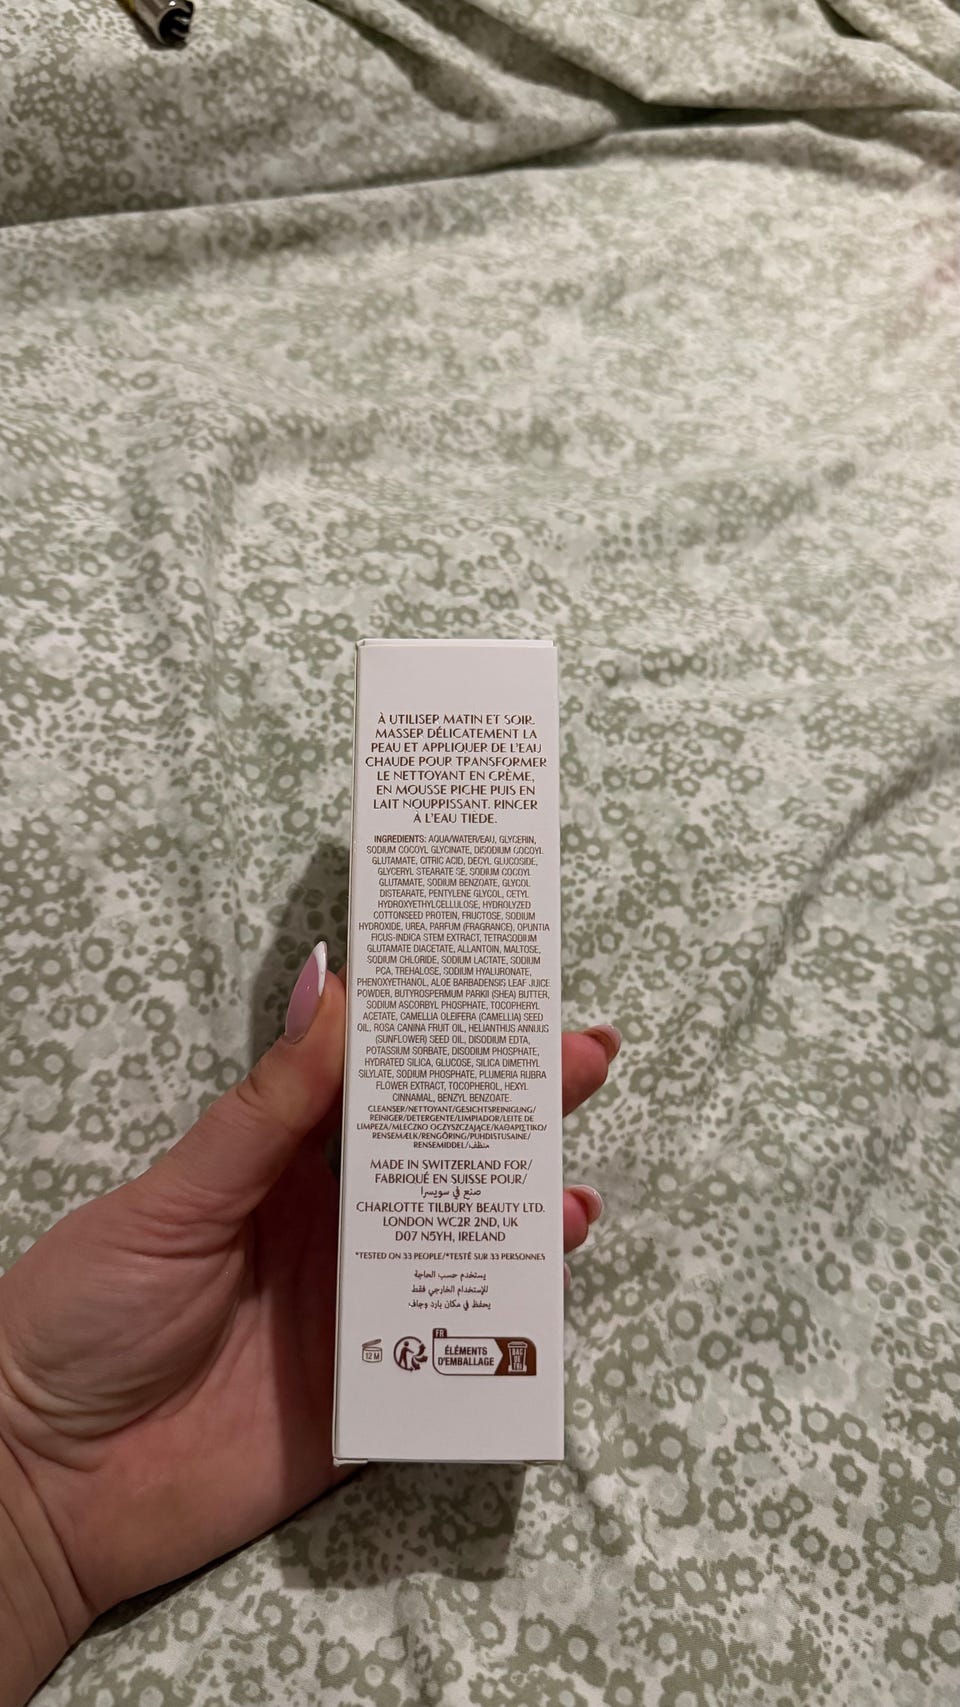 À UTILISER MATIN ET SOIR.
MASSER DÉLICATEMENT LA
PEAU ET APPLIQUER DE L'EAU
CHAUDE POUR TRANSFORMER
LE NETTOYANT EN CRÈME,
EN MOUSSE RICHE PUIS EN
LAIT NOURRISSANT. RINCER
À L'EAU TIÈDE.
INGREDIENTS: AQUA/WATER/EAU, GLYCERIN,
SODIUM COCOYL GLYCINATE, DISODIUM COCOYL
GLUTAMATE, CITRIC ACID, DECYL GLUCOSIDE,
GLYCERYL STEARATE SE, SODIUM COCOYL
GLUTAMATE, SODIUM BENZOATE, GLYCOL
DISTEARATE, PENTYLENE GLYCOL, CETYL
HYDROXYETHYLCELLULOSE, HYDROLYZED
COTTONSEED PROTEIN, FRUCTOSE, SODIUM
HYDROXIDE, UREA, PARFUM (FRAGRANCE), OPUNTIA
FICUS-INDICA STEM EXTRACT, TETRASODIUM
GLUTAMATE DIACETATE, ALLANTOIN, MALTOSE,
SODIUM CHLORIDE, SODIUM LACTATE, SODIUM
PCA, TREHALOSE, SODIUM HYALURONATE,
PHENOXYETHANOL, ALOE BARBADENSIS LEAF JUICE
POWDER, BUTYROSPERMUM PARKII (SHEA) BUTTER,
SODIUM ASCORBYL PHOSPHATE, TOCOPHERYL
ACETATE, CAMELLIA OLEIFERA (CAMELLIA) SEED
OIL, ROSA CANINA FRUIT OIL, HELIANTHUS ANNUUS
(SUNFLOWER) SEED OIL, DISODIUM EDTA,
POTASSIUM SORBATE, DISODIUM PHOSPHATE,
HYDRATED SILICA, GLUCOSE, SILICA DIMETHYL
SILYLATE, SODIUM PHOSPHATE, PLUMERIA RUBRA
FLOWER EXTRACT, TOCOPHEROL, HEXYL
CINNAMAL, BENZYL BENZOATE.
CLEANSER/NETTOYANT/GESICHTSREINIGUNG/
REINIGER/DETERGENTE/LIMPIADOR/LEITE DE
LIMPEZA/MLECZKO OCZYSZCZAJĄCE/ΚΑΘΑΡΙΣΤΙΚΟ/
RENSEMÆLK/RENGÖRING/PUHDISTUSAINE/
RENSEMIDDEL/منظف
MADE IN SWITZERLAND FOR/
FABRIQUÉ EN SUISSE POUR/
صنع في سويسرا
CHARLOTTE TILBURY BEAUTY LTD.
LONDON WC2R 2ND, UK
D07 N5YH, IRELAND
*TESTED ON 33 PEOPLE/*TESTÉ SUR 33 PERSONNES
يستخدم حسب الحاجة
للإستخدام الخارجي فقط
يحفظ في مكان بارد وجاف.
12 M
FR
ÉLÉMENTS
D'EMBALLAGE
BAC
DE
TRI